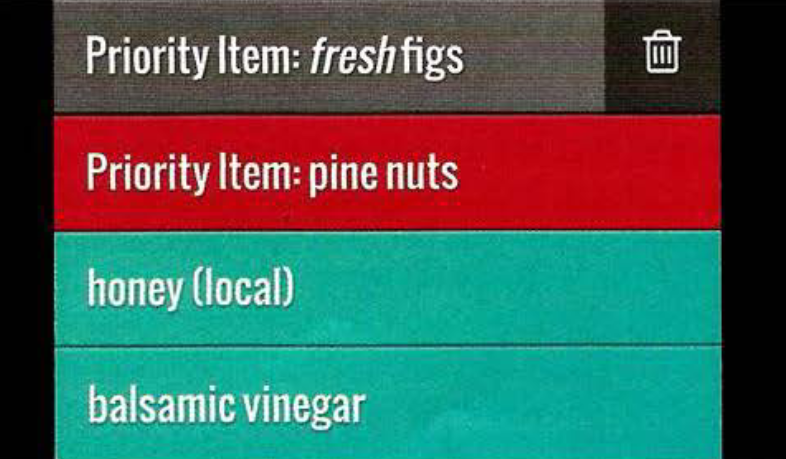 Priority Item: fresh figs
Priority Item: pine nuts
honey (local)
balsamic vinegar